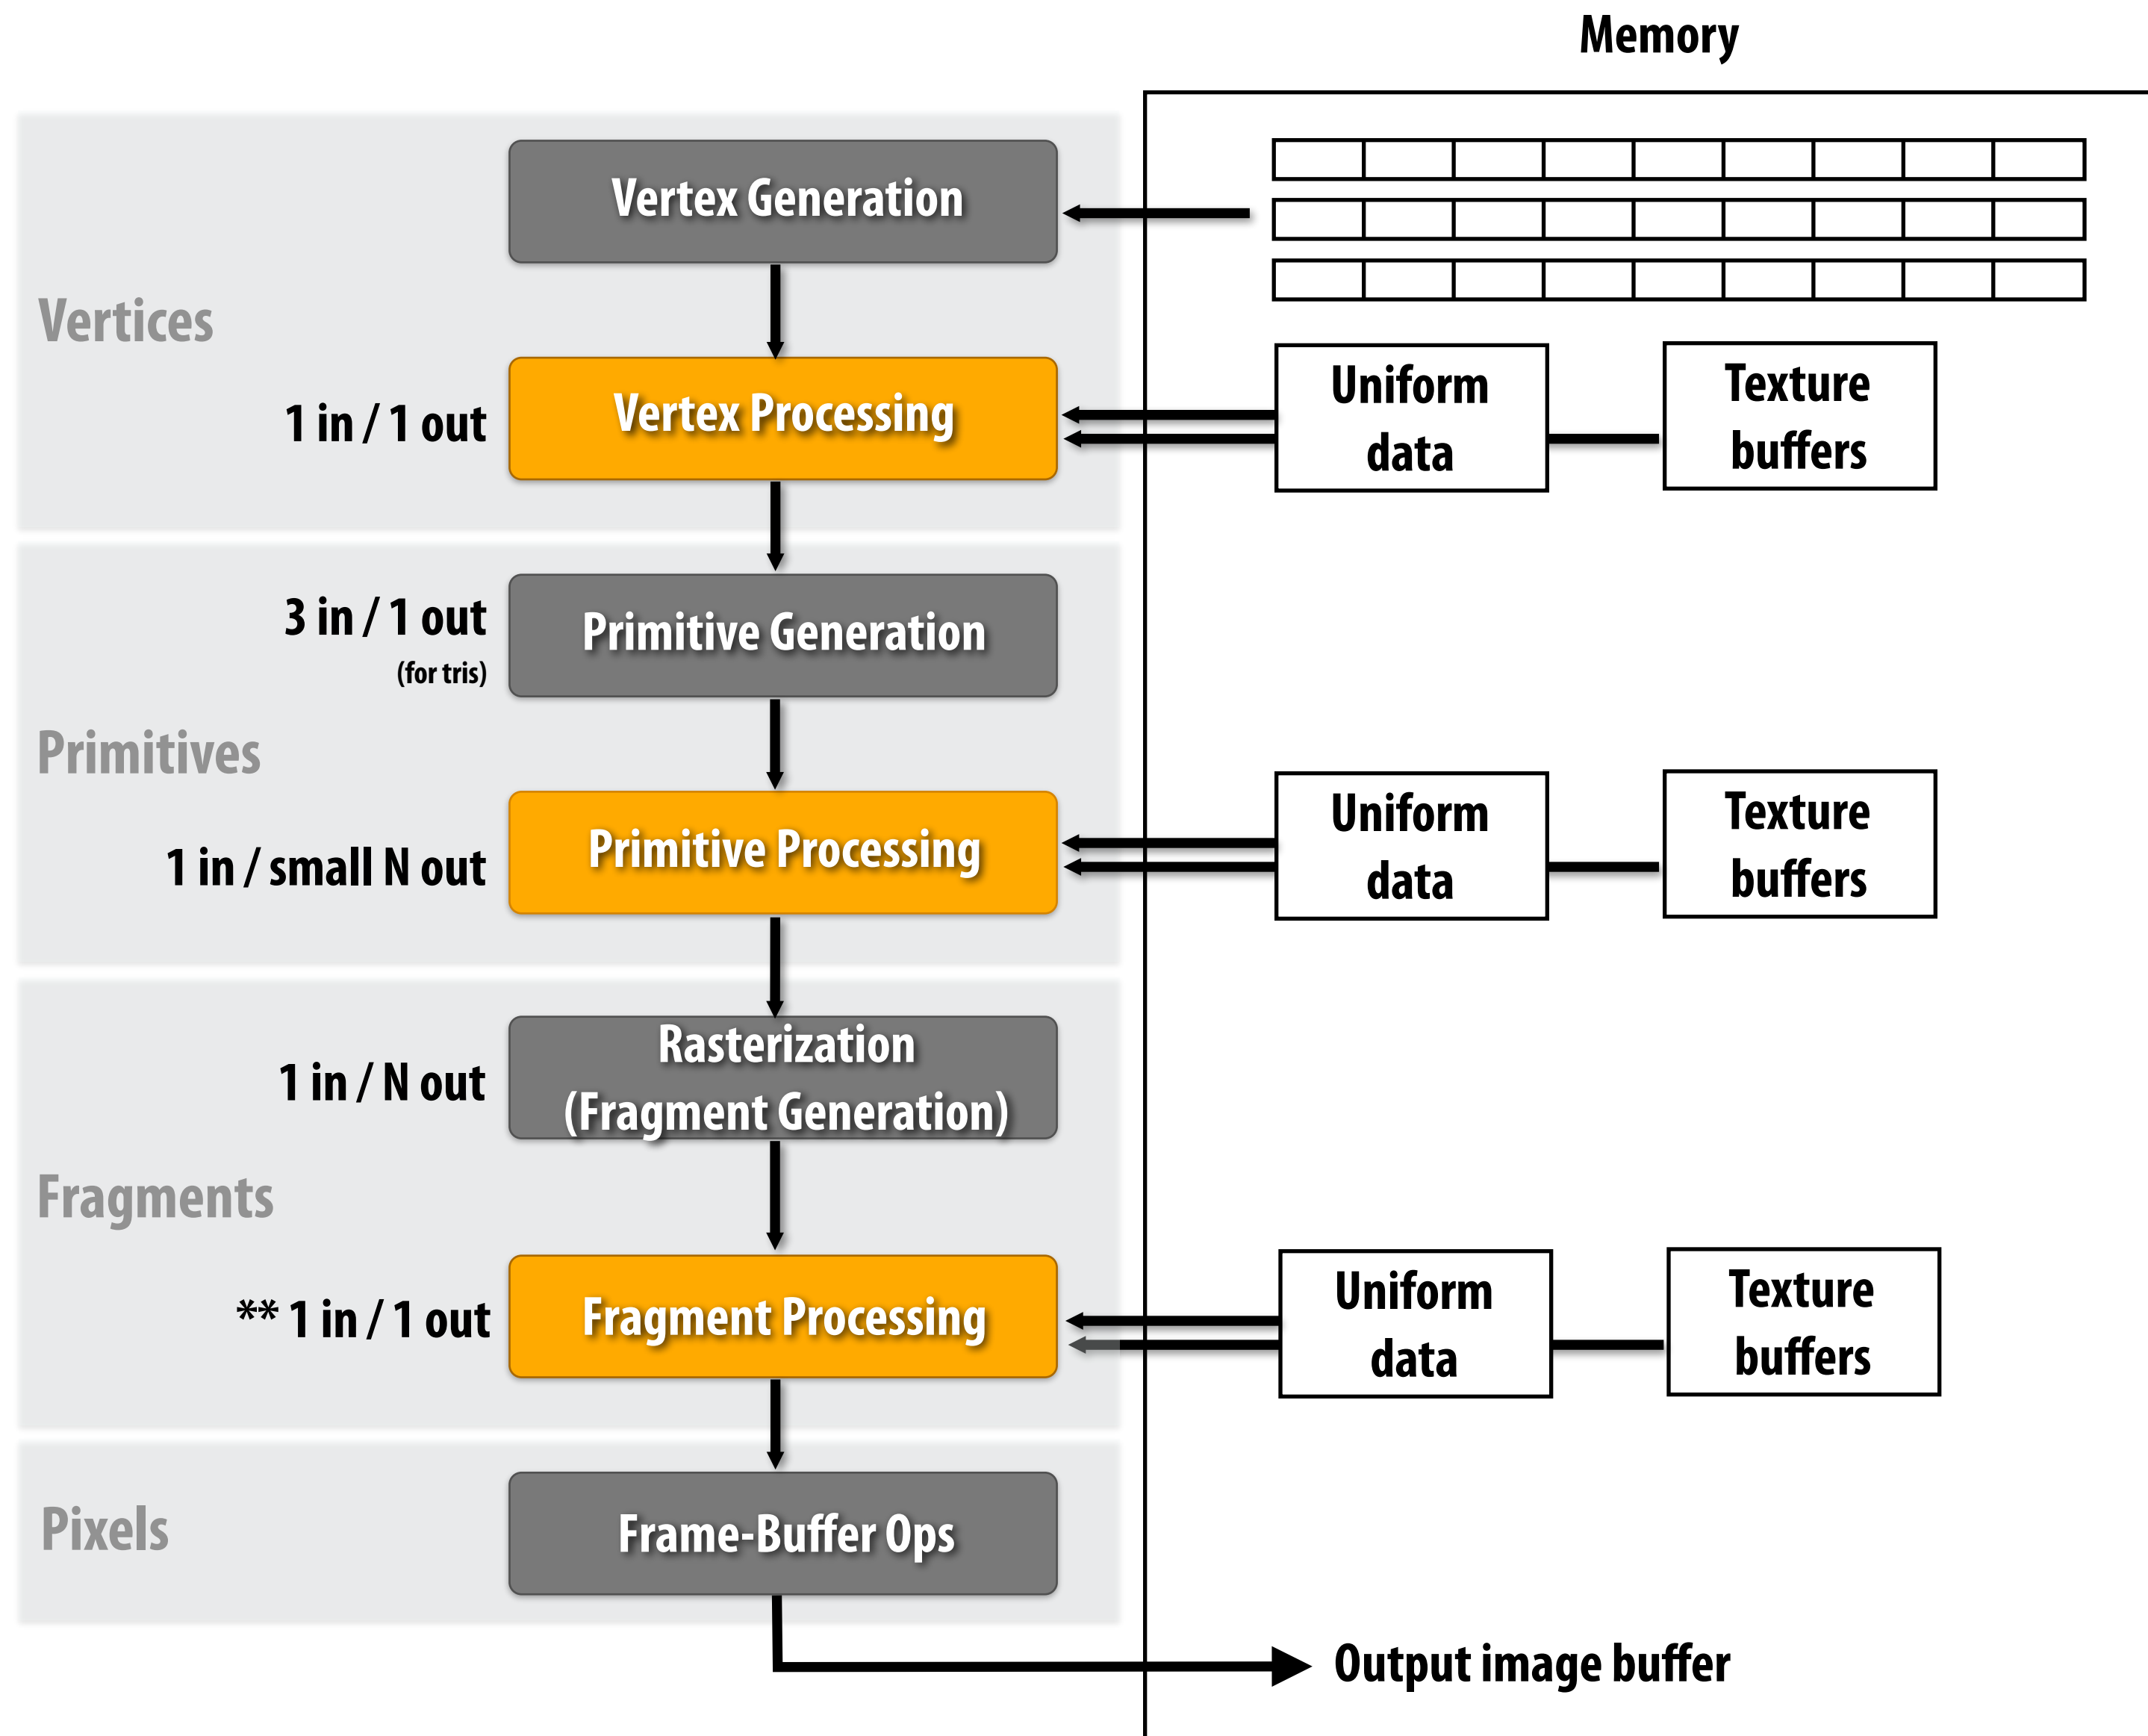 Memory
Vertex Generation
Vertices
1 in / 1 out
Vertex Processing
Uniform
data
Texture
buffers
3 in / 1 out
(for tris)
Primitive Generation
Primitives
1 in / small N out
Primitive Processing
Uniform
data
Texture
buffers
1 in / N out
Rasterization
(Fragment Generation)
Fragments
** 1 in / 1 out
Fragment Processing
Uniform
data
Texture
buffers
Pixels
Frame-Buffer Ops
Output image buffer